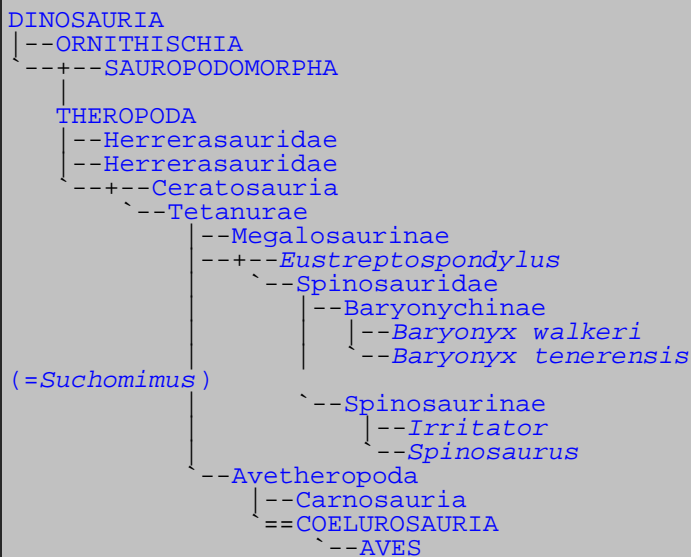 DINOSAURIA
|--ORNITHISCHIA
`--+--SAUROPODOMORPHA
   |
   THEROPODA
   |--Herrerasauridae
   |--Herrerasauridae
   `--+--Ceratosauria
      `--Tetanurae
         |--Megalosaurinae
         |--+--Eustreptospondylus
         |  `--Spinosauridae
         |     |--Baryonychinae
         |     |  |--Baryonyx walkeri
         |     |  `--Baryonyx tenerensis
(=Suchomimus)
         |     `--Spinosaurinae
         |        |--Irritator
         |        `--Spinosaurus
         `--Avetheropoda
            |--Carnosauria
            `==COELUROSAURIA
               `--AVES